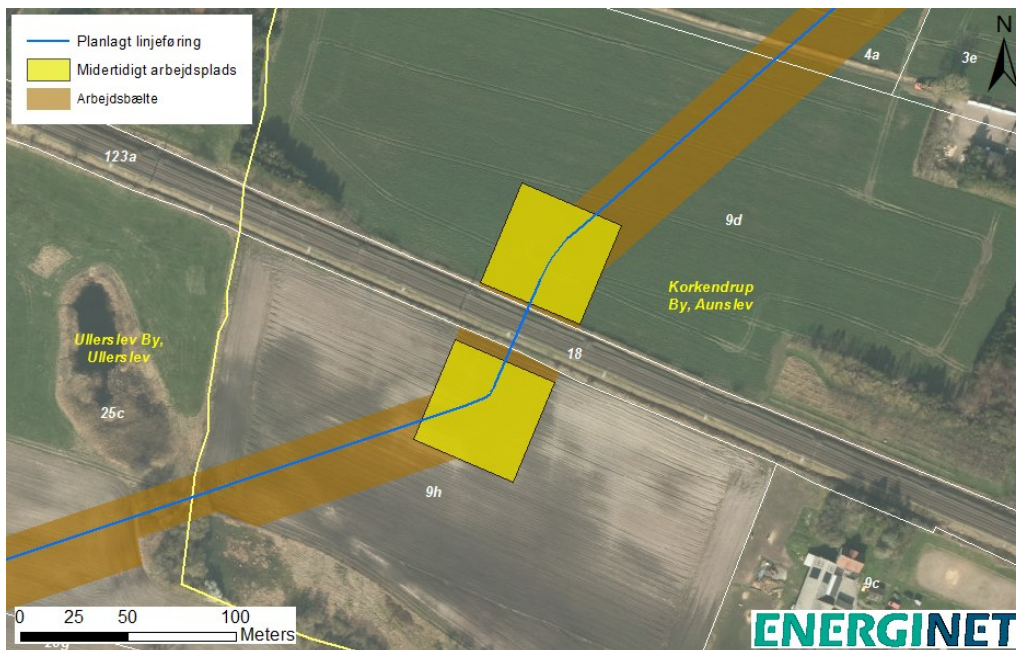 Planlagt linjeføring
Midertidigt arbejdsplads
Arbejdsbælte
N
4a
3e
123a
9d
Korkendrup
By, Aunslev
Ullerslev By,
Ullerslev
18
25c
9h
9c
0 25 50 100
Meters
ENERGINET